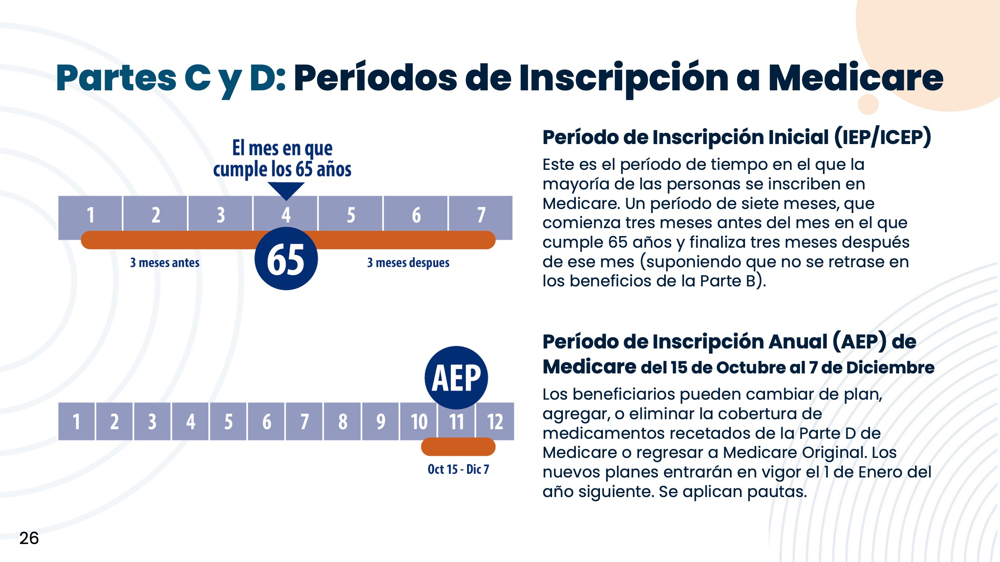 Partes C y D: Períodos de Inscripción a Medicare
El mes en que
cumple los 65 años
1 2 3 4 5 6 7
65
3 meses antes
3 meses despues
Período de Inscripción Inicial (IEP/ICEP)
Este es el período de tiempo en el que la
mayoría de las personas se inscriben en
Medicare. Un período de siete meses, que
comienza tres meses antes del mes en el que
cumple 65 años y finaliza tres meses después
de ese mes (suponiendo que no se retrase en
los beneficios de la Parte B).
AEP
1 2 3 4 5 6 7 8 9 10 11 12
Oct 15 - Dic 7
Período de Inscripción Anual (AEP) de
Medicare del 15 de Octubre al 7 de Diciembre
Los beneficiarios pueden cambiar de plan,
agregar, o eliminar la cobertura de
medicamentos recetados de la Parte D de
Medicare o regresar a Medicare Original. Los
nuevos planes entrarán en vigor el 1 de Enero del
año siguiente. Se aplican pautas.
26